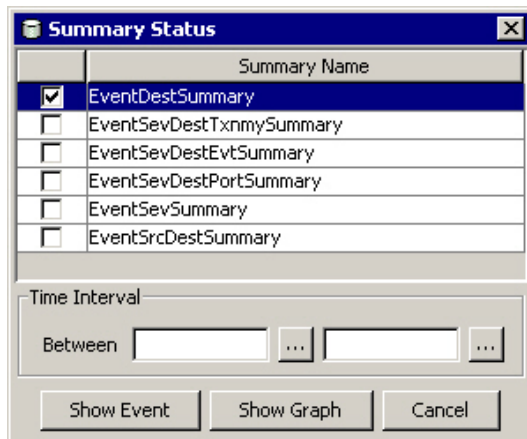 Summary Status
Summary Name
EventDestSummary
EventSevDestTxnmySummary
EventSevDestEvtSummary
EventSevDestPortSummary
EventSevSummary
EventSrcDestSummary
Time Interval
Between ... ...
Show Event Show Graph Cancel